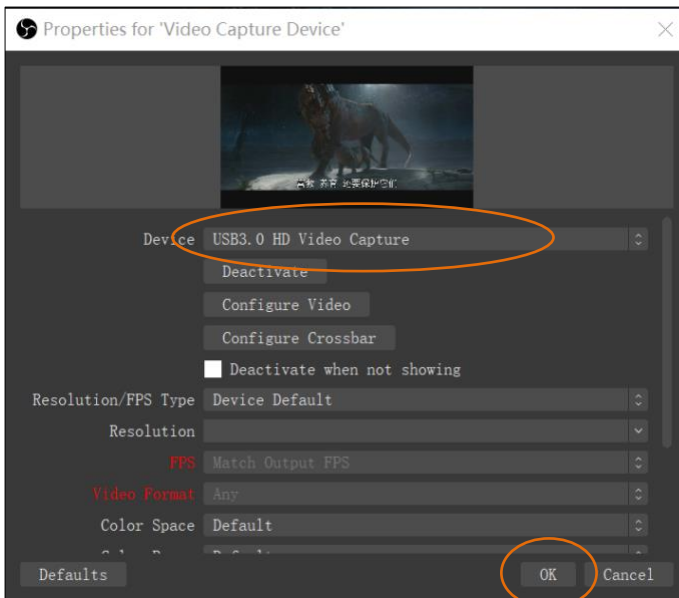 Properties for 'Video Capture Device'
Device USB3.0 HD Video Capture
Deactivate
Configure Video
Configure Crossbar
Deactivate when not showing
Resolution/FPS Type Device Default
Resolution
FPS Match Output FPS
Video Format Any
Color Space Default
Defaults OK Cancel